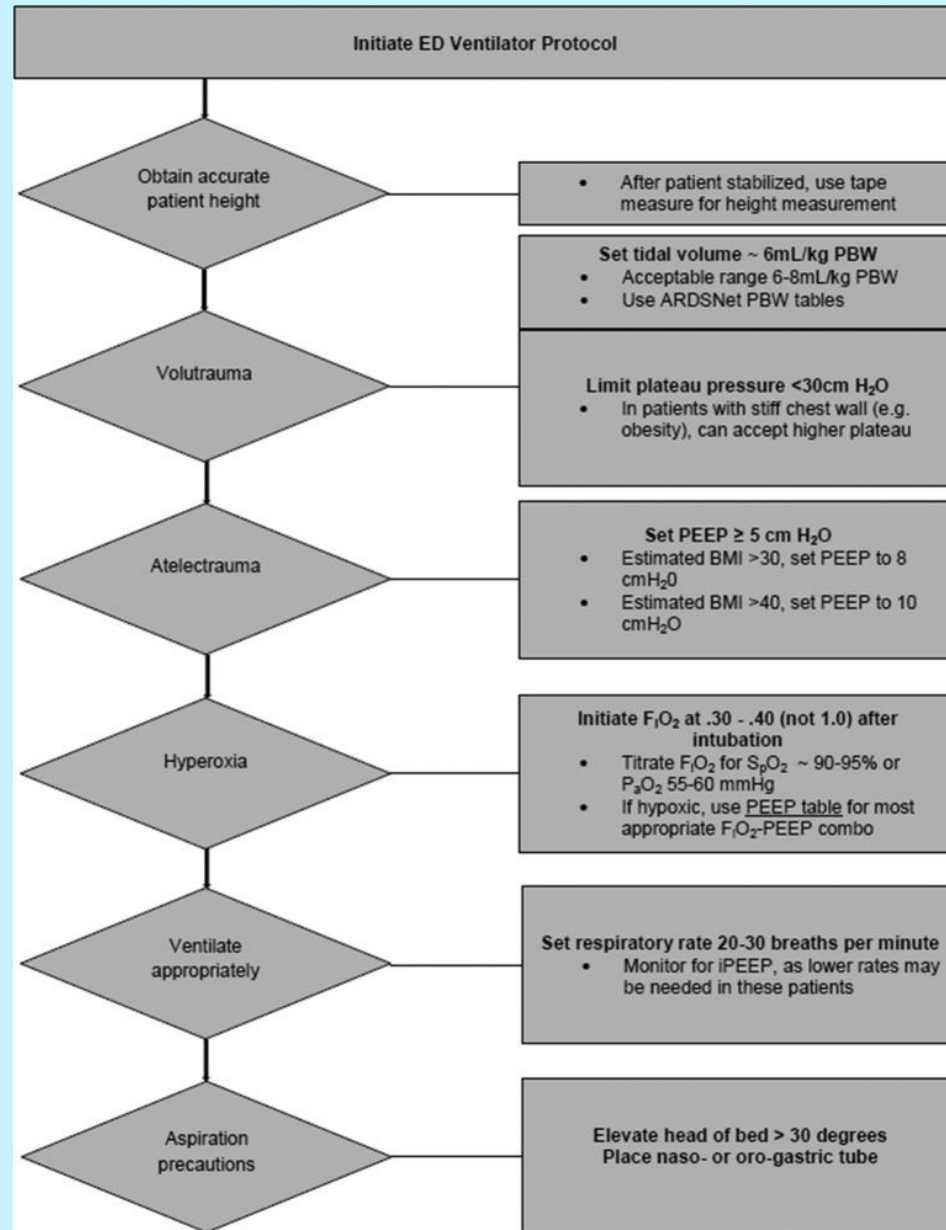 Initiate ED Ventilator Protocol
Obtain accurate
patient height
• After patient stabilized, use tape
measure for height measurement
Set tidal volume ~ 6mL/kg PBW
• Acceptable range 6-8mL/kg PBW
• Use ARDSNet PBW tables
Volutrauma
Limit plateau pressure <30cm H₂O
• In patients with stiff chest wall (e.g.
obesity), can accept higher plateau
Atelectrauma
Set PEEP ≥ 5 cm H₂O
• Estimated BMI >30, set PEEP to 8
cmH₂0
• Estimated BMI >40, set PEEP to 10
cmH₂O
Hyperoxia
Initiate FᵢO₂ at .30 - .40 (not 1.0) after
intubation
• Titrate FᵢO₂ for SₚO₂ ~ 90-95% or
PₐO₂ 55-60 mmHg
• If hypoxic, use PEEP table for most
appropriate FᵢO₂-PEEP combo
Ventilate
appropriately
Set respiratory rate 20-30 breaths per minute
• Monitor for iPEEP, as lower rates may
be needed in these patients
Aspiration
precautions
Elevate head of bed > 30 degrees
Place naso- or oro-gastric tube